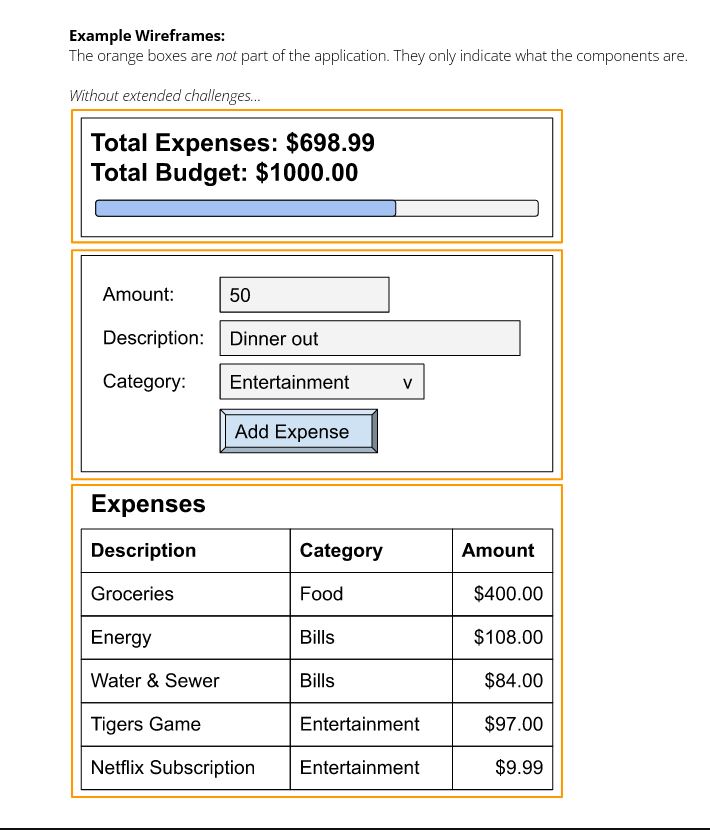 Example Wireframes:
The orange boxes are not part of the application. They only indicate what the components are.
Without extended challenges...
Total Expenses: $698.99
Total Budget: $1000.00
Amount: 50
Description: Dinner out
Category: Entertainment v
Add Expense
Expenses
Description Category Amount
Groceries Food $400.00
Energy Bills $108.00
Water & Sewer Bills $84.00
Tigers Game Entertainment $97.00
Netflix Subscription Entertainment $9.99